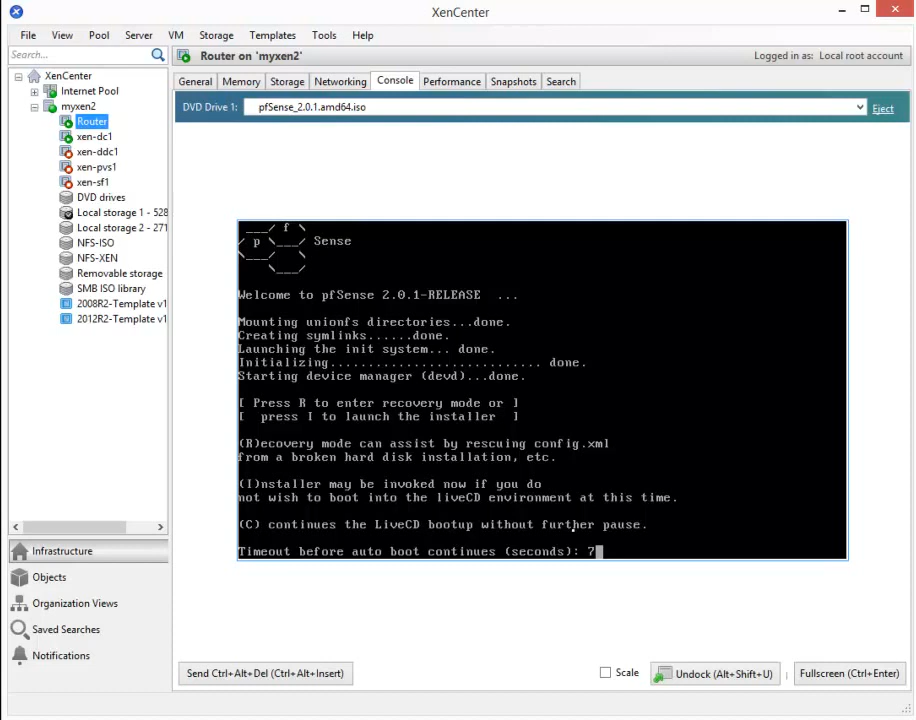 XenCenter
File View Pool Server VM Storage Templates Tools Help
Search...
Router on 'myxen2'
Logged in as: Local root account
XenCenter
Internet Pool
myxen2
Router
xen-dc1
xen-ddc1
xen-pvs1
xen-sf1
DVD drives
Local storage 1 - 528
Local storage 2 - 271
NFS-ISO
NFS-XEN
Removable storage
SMB ISO library
2008R2-Template v1
2012R2-Template v1
Infrastructure
Objects
Organization Views
Saved Searches
Notifications
General Memory Storage Networking Console Performance Snapshots Search
DVD Drive 1: pfSense_2.0.1.amd64.iso Eject
___/ f \
/ p \___/ Sense
\___/   \
    \___/
Welcome to pfSense 2.0.1-RELEASE ...
Mounting unionfs directories...done.
Creating symlinks......done.
Launching the init system... done.
Initializing........................... done.
Starting device manager (devd)...done.
[ Press R to enter recovery mode or ]
[  press I to launch the installer  ]
(R)ecovery mode can assist by rescuing config.xml
from a broken hard disk installation, etc.
(I)nstaller may be invoked now if you do
not wish to boot into the liveCD environment at this time.
(C) continues the LiveCD bootup without further pause.
Timeout before auto boot continues (seconds): 7
Send Ctrl+Alt+Del (Ctrl+Alt+Insert)
Scale
Undock (Alt+Shift+U)
Fullscreen (Ctrl+Enter)